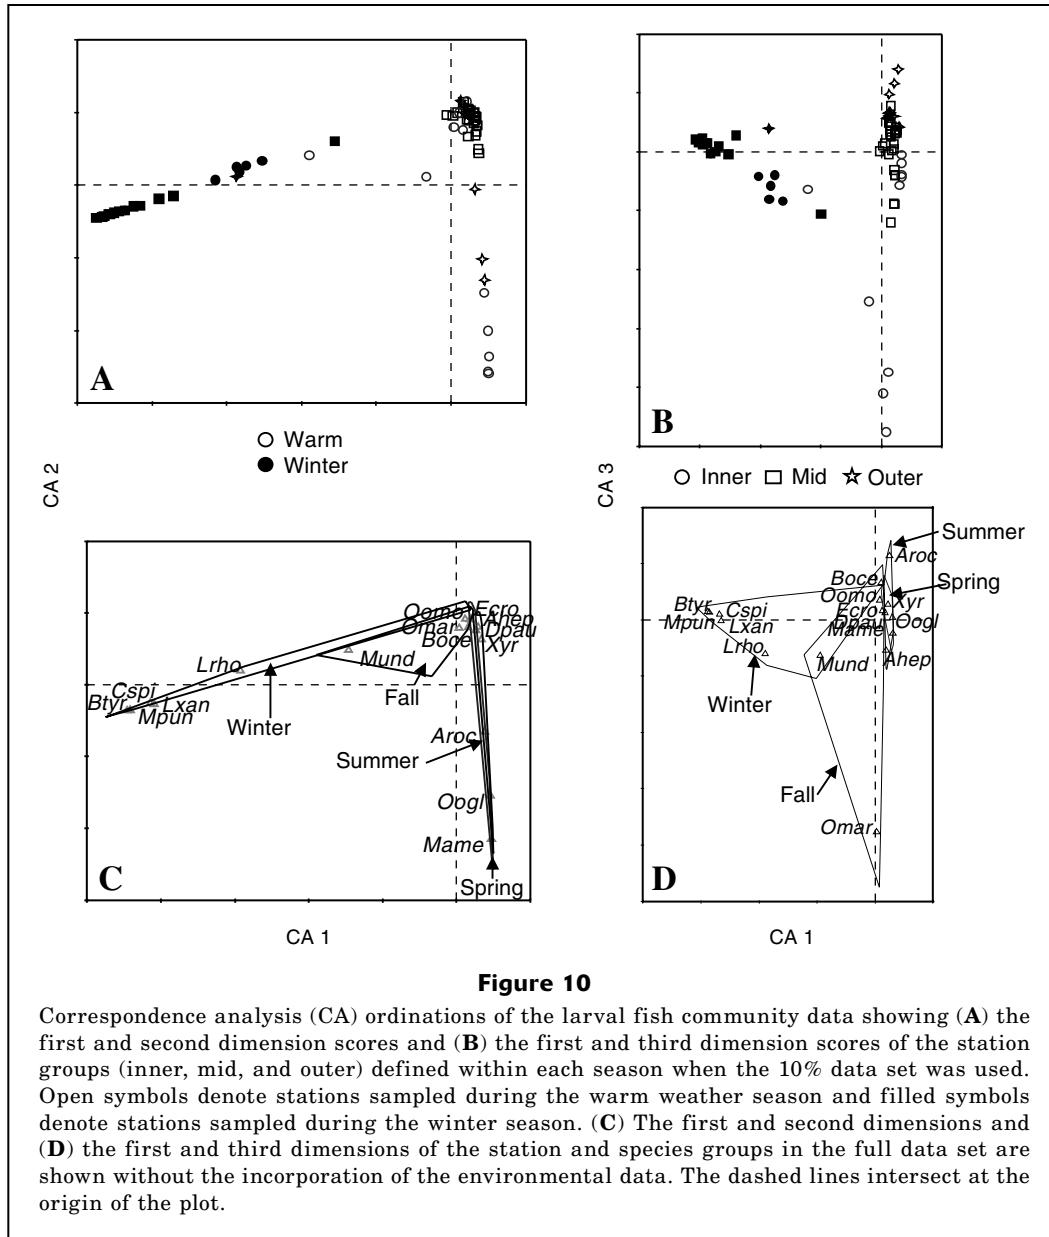 A
B
CA 2
CA 3
Warm
Winter
Inner Mid Outer
Oomo
Ecro
Omar
Ahep
Dpau
Boce
Xyr
Mund
Lrho
Cspi
Btyr
Lxan
Mpun
Winter
Fall
Aroc
Summer
Oogl
Mame
Spring
C
CA 1
Summer
Aroc
Boce
Spring
Oomo
Xyr
Btyr
Cspi
Ecro
Oogl
Mpun
Lxan
Dpau
Mame
Lrho
Mund
Ahep
Winter
Fall
Omar
D
CA 1
Figure 10
Correspondence analysis (CA) ordinations of the larval fish community data showing (A) the
first and second dimension scores and (B) the first and third dimension scores of the station
groups (inner, mid, and outer) defined within each season when the 10% data set was used.
Open symbols denote stations sampled during the warm weather season and filled symbols
denote stations sampled during the winter season. (C) The first and second dimensions and
(D) the first and third dimensions of the station and species groups in the full data set are
shown without the incorporation of the environmental data. The dashed lines intersect at the
origin of the plot.